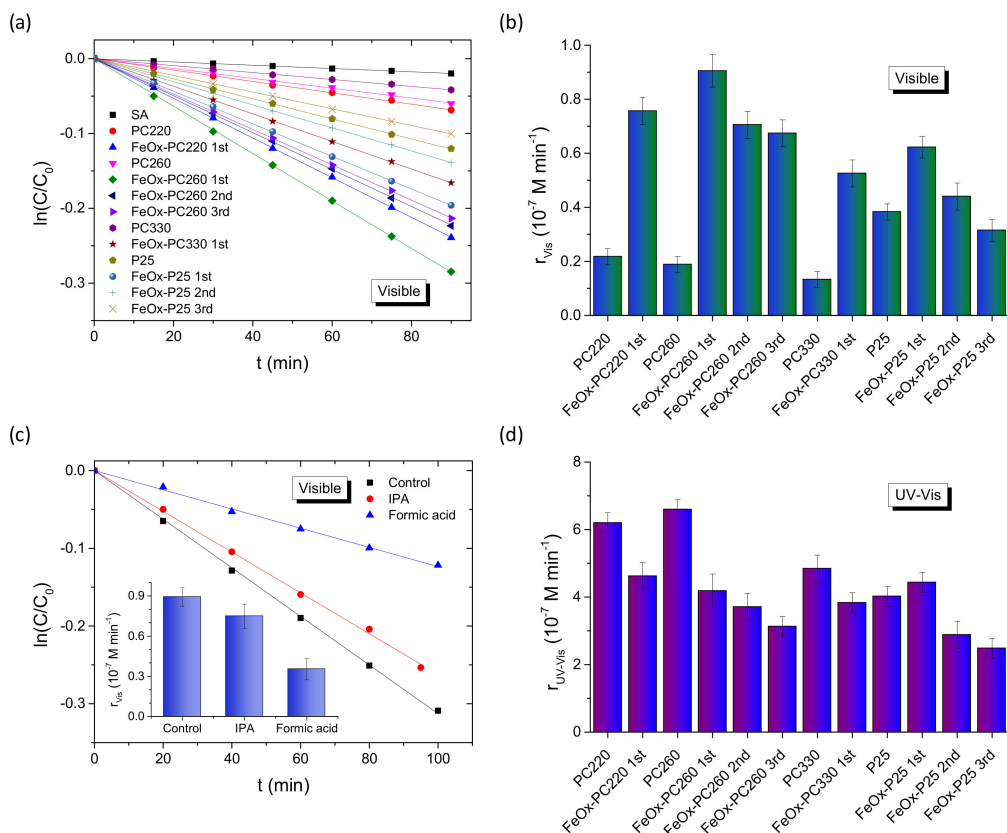 (a)
0.0
-0.1
-0.2
-0.3
ln(C/C₀)
SA
PC220
FeOx-PC220 1st
PC260
FeOx-PC260 1st
FeOx-PC260 2nd
FeOx-PC260 3rd
PC330
FeOx-PC330 1st
P25
FeOx-P25 1st
FeOx-P25 2nd
FeOx-P25 3rd
Visible
0 20 40 60 80 100
t (min)
(b)
1.0
0.8
0.6
0.4
0.2
0.0
r_Vis (10⁻⁷ M min⁻¹)
Visible
PC220
FeOx-PC220 1st
PC260
FeOx-PC260 1st
FeOx-PC260 2nd
FeOx-PC260 3rd
PC330
FeOx-PC330 1st
P25
FeOx-P25 1st
FeOx-P25 2nd
FeOx-P25 3rd
(c)
0.0
-0.1
-0.2
-0.3
ln(C/C₀)
Visible
Control
IPA
Formic acid
0.9
0.6
0.3
0.0
r_Vis (10⁻⁷ M min⁻¹)
Control IPA Formic acid
0 20 40 60 80 100
t (min)
(d)
8
6
4
2
0
r_UV-Vis (10⁻⁷ M min⁻¹)
UV-Vis
PC220
FeOx-PC220 1st
PC260
FeOx-PC260 1st
FeOx-PC260 2nd
FeOx-PC260 3rd
PC330
FeOx-PC330 1st
P25
FeOx-P25 1st
FeOx-P25 2nd
FeOx-P25 3rd